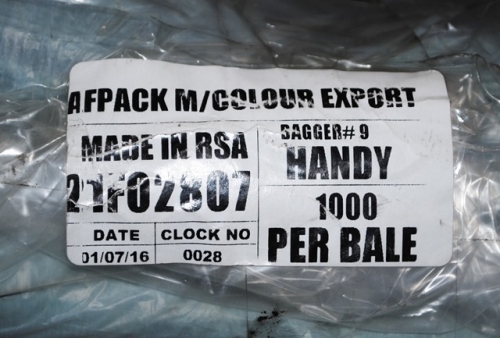 AFPACK M/COLOUR EXPORT
MADE IN RSA
21F02807
DATE CLOCK NO
01/07/16 0028
SAGGER# 9
HANDY
1000
PER BALE